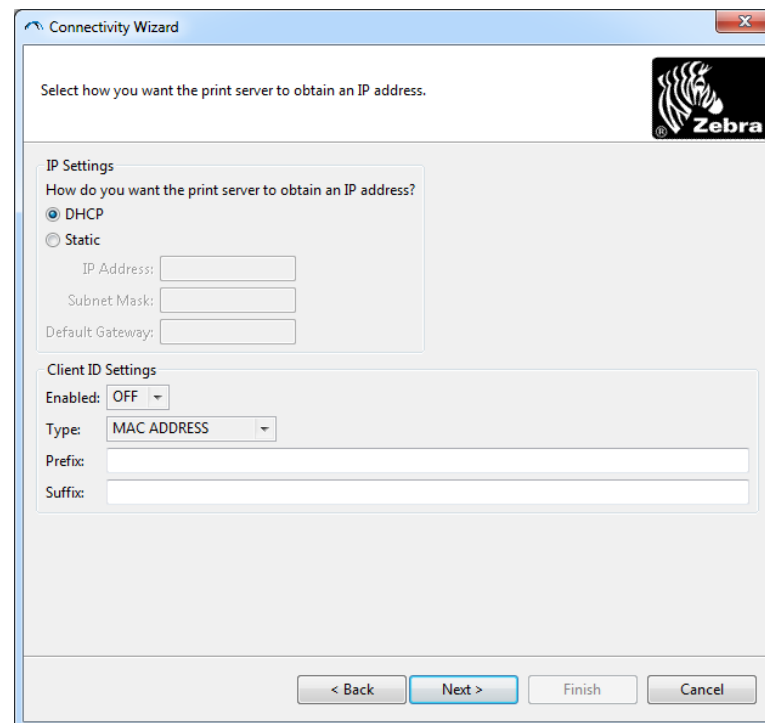 Connectivity Wizard
Select how you want the print server to obtain an IP address.
® Zebra
IP Settings
How do you want the print server to obtain an IP address?
DHCP
Static
IP Address:
Subnet Mask:
Default Gateway:
Client ID Settings
Enabled: OFF
Type: MAC ADDRESS
Prefix:
Suffix:
< Back Next > Finish Cancel